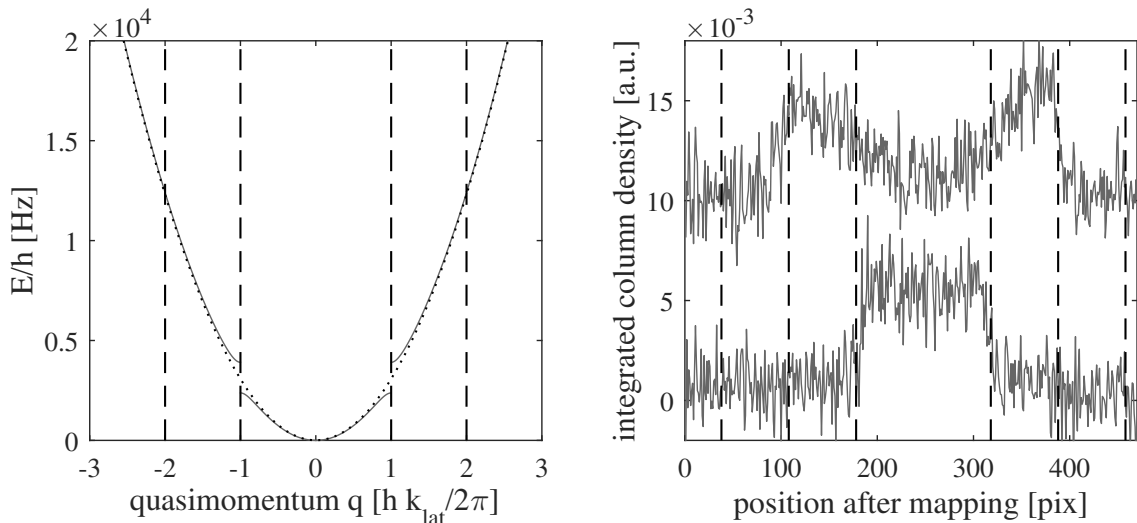 ×10⁴
2
1.5
1
0.5
0
-3 -2 -1 0 1 2 3
E/h [Hz]
quasimomentum q [h k_lat/2π]
×10⁻³
15
10
5
0
0 100 200 300 400
integrated column density [a.u.]
position after mapping [pix]